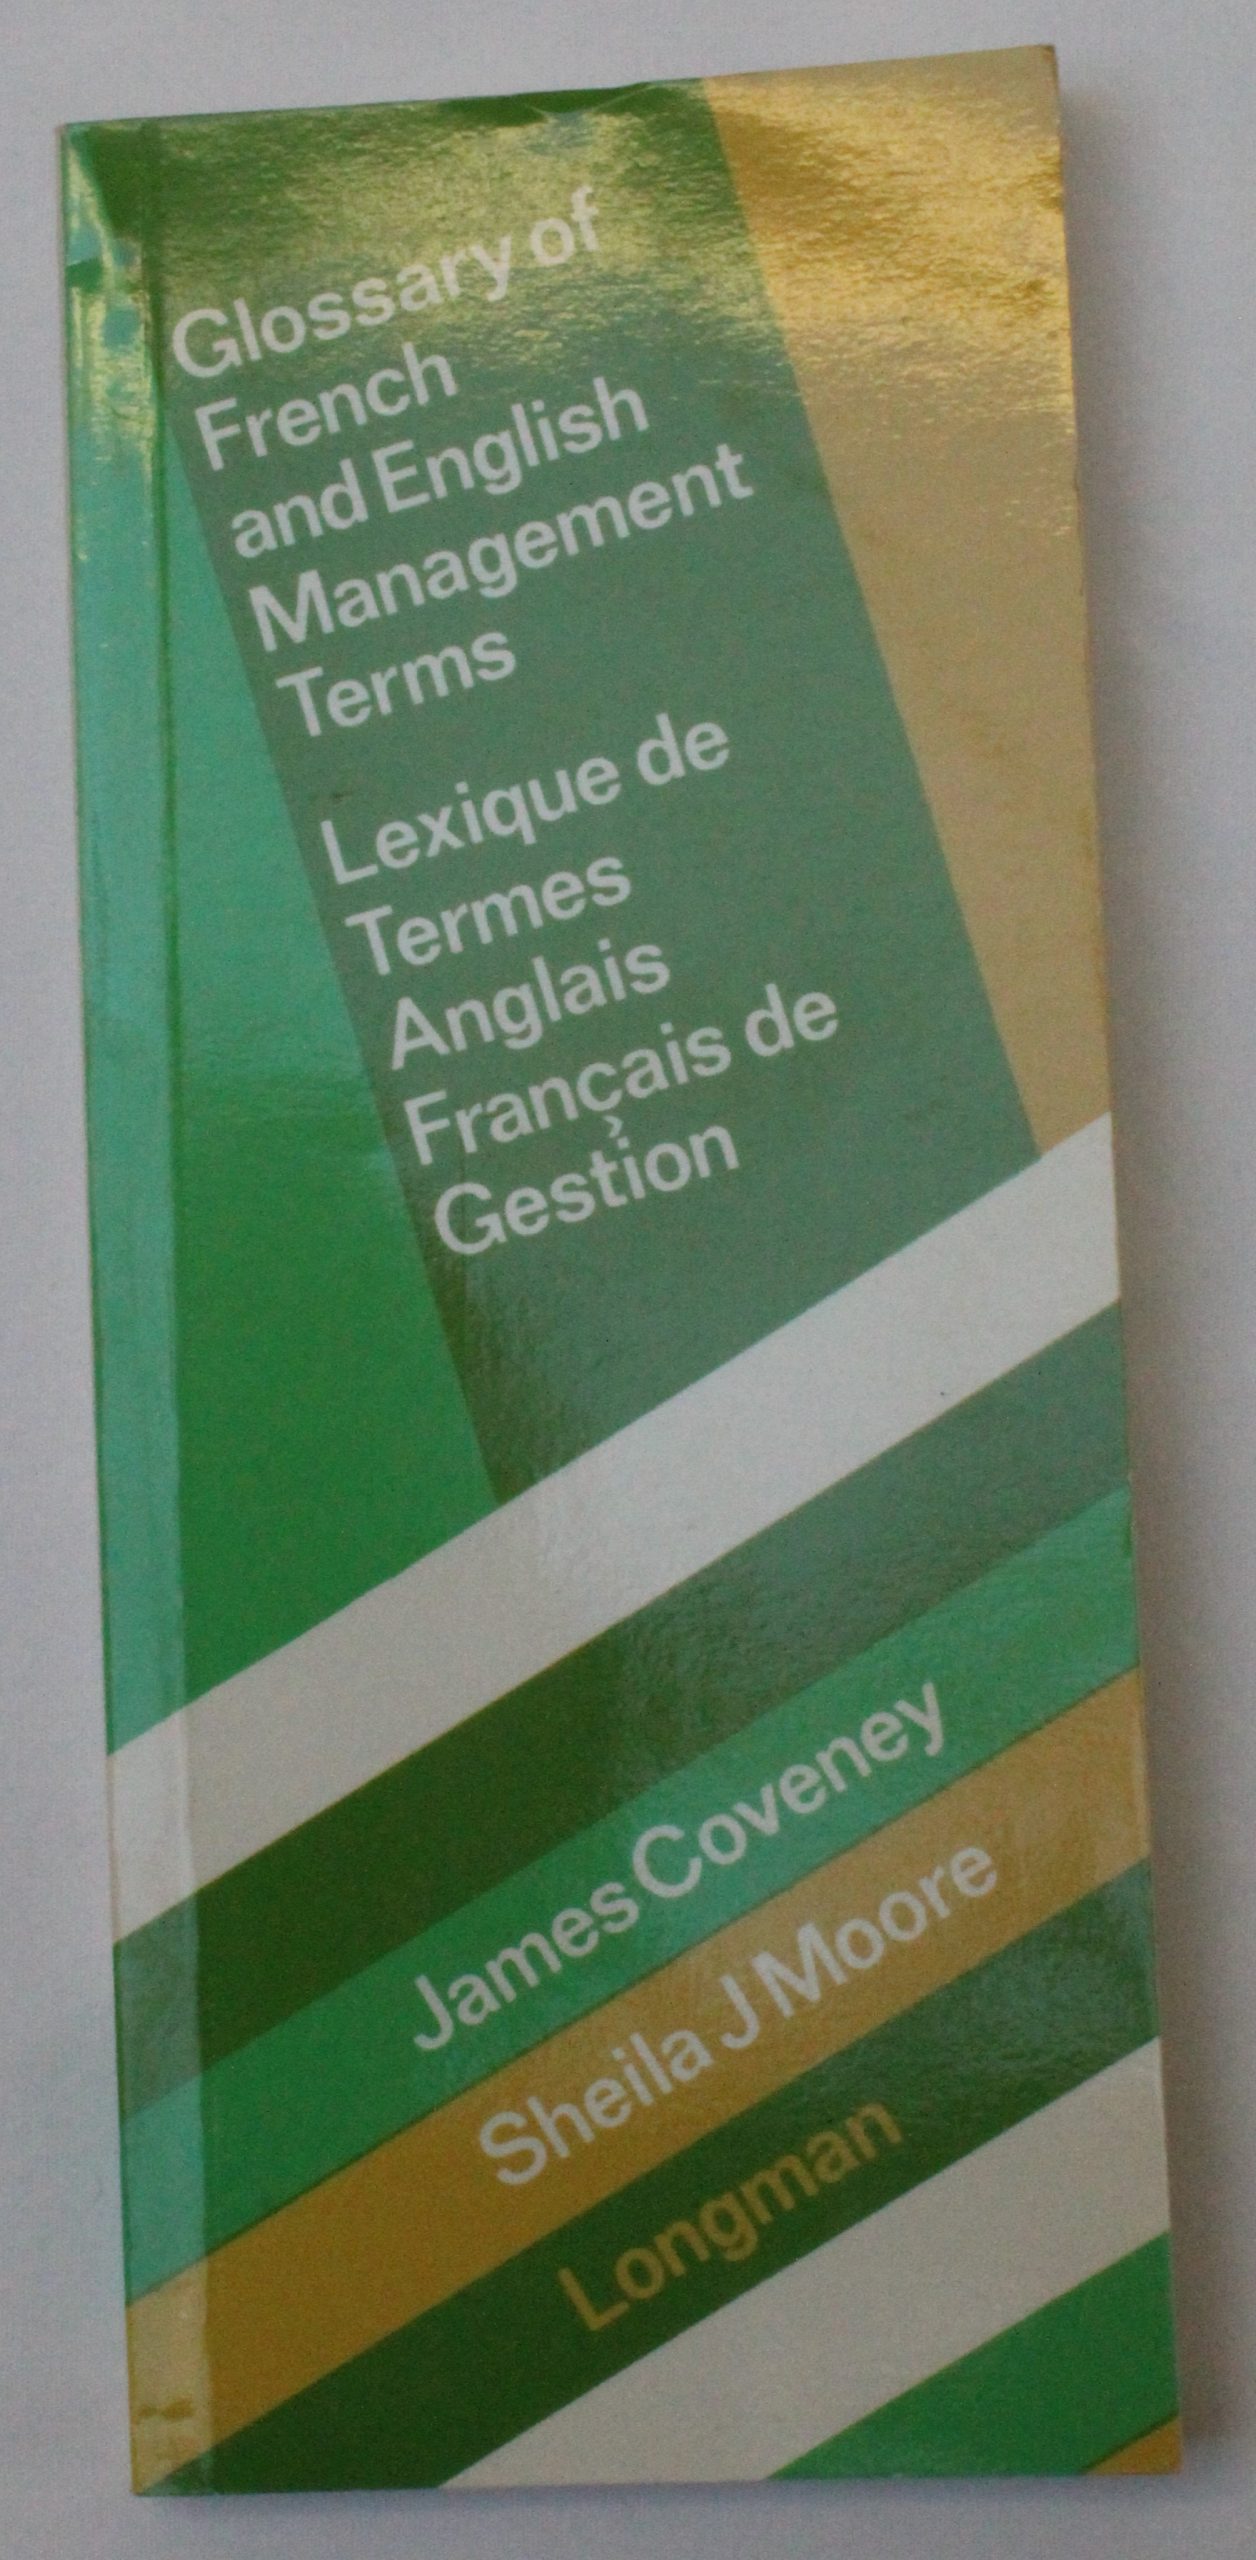 Glossary of
French
and English
Management
Terms
Lexique de
Termes
Anglais
Français de
Gestion
James Coveney
Sheila J Moore
Longman